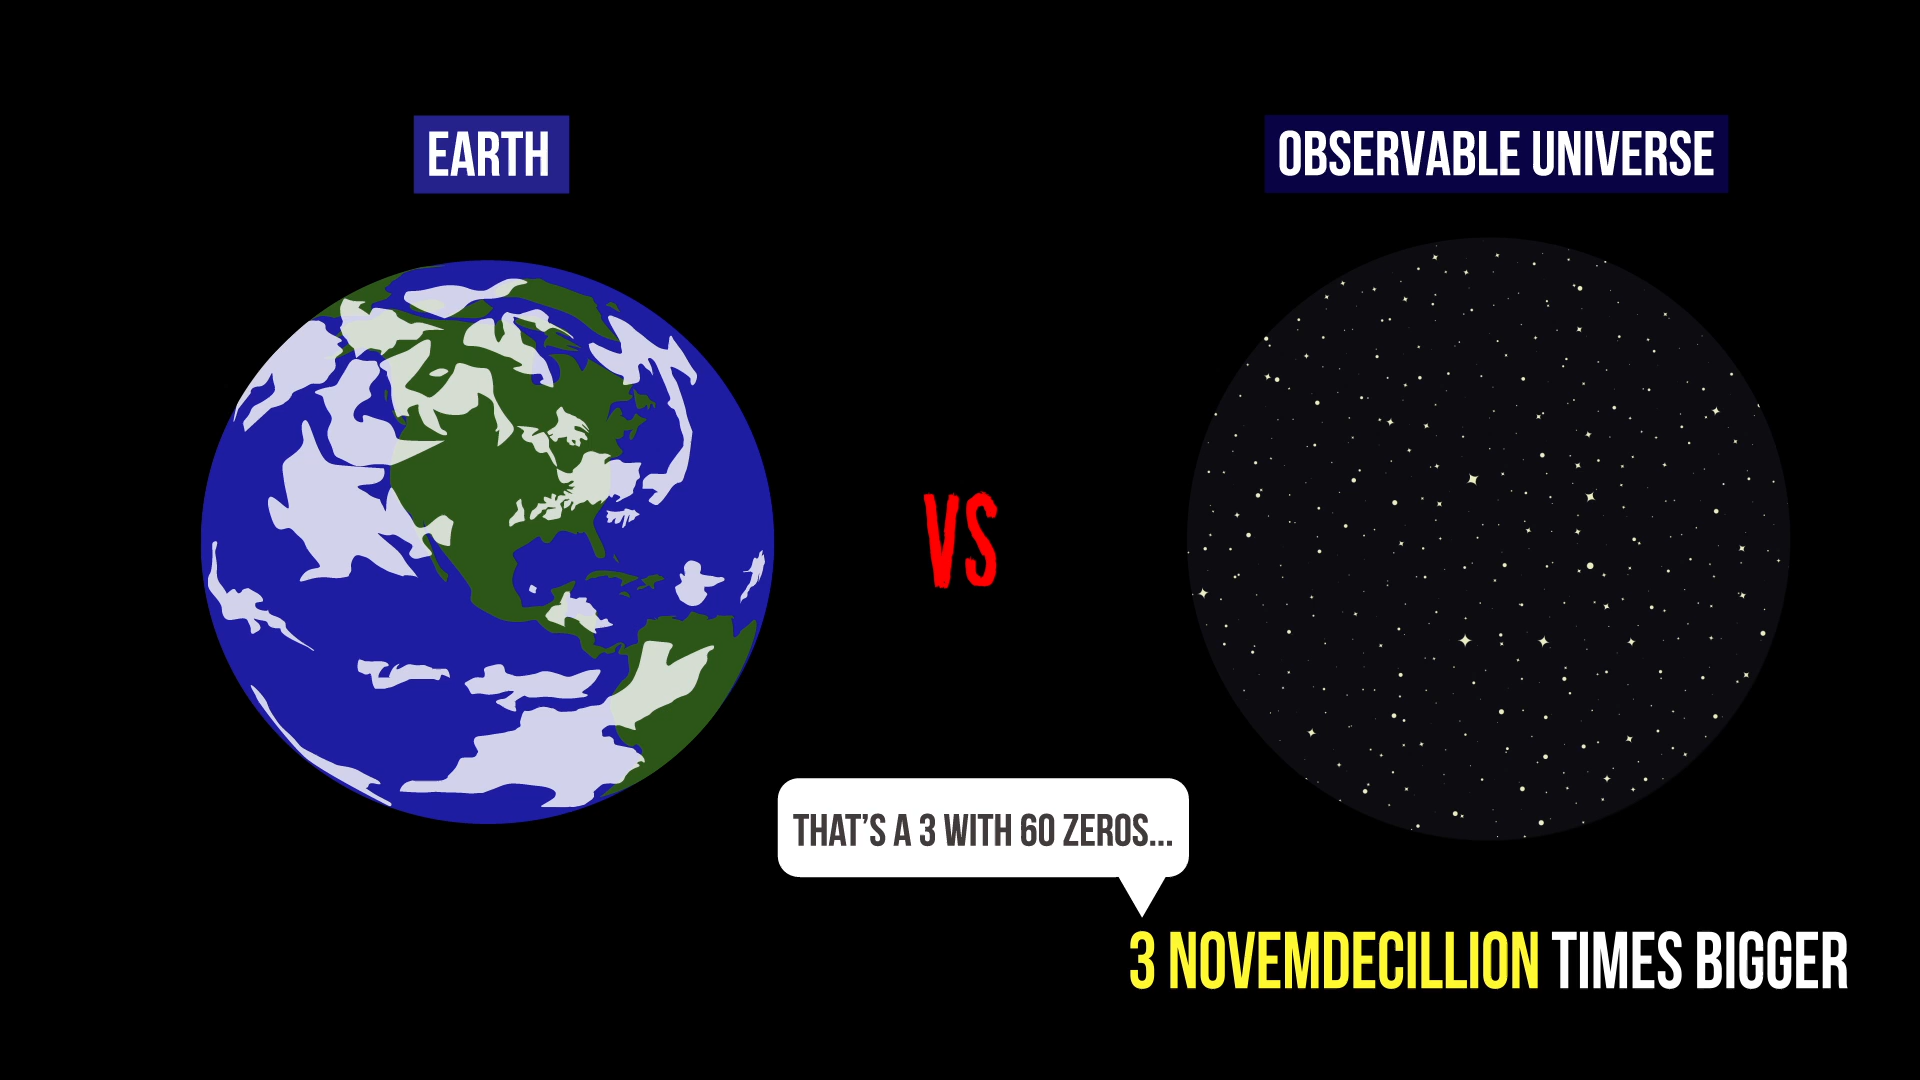 EARTH
OBSERVABLE UNIVERSE
VS
THAT'S A 3 WITH 60 ZEROS...
3 NOVEMDECILLION TIMES BIGGER